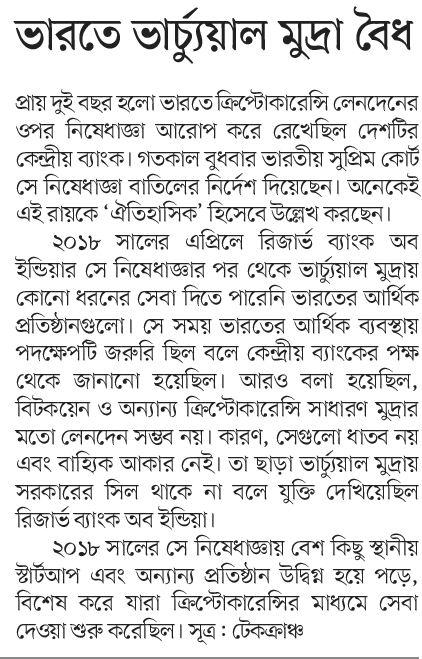 ভারতে ভার্চ্যুয়াল মুদ্রা বৈধ
প্রায় দুই বছর হলো ভারতে ক্রিপ্টোকারেন্সি লেনদেনের
ওপর নিষেধাজ্ঞা আরোপ করে রেখেছিল দেশটির
কেন্দ্রীয় ব্যাংক। গতকাল বুধবার ভারতীয় সুপ্রিম কোর্ট
সে নিষেধাজ্ঞা বাতিলের নির্দেশ দিয়েছেন। অনেকেই
এই রায়কে ‘ঐতিহাসিক’ হিসেবে উল্লেখ করছেন।
২০১৮ সালের এপ্রিলে রিজার্ভ ব্যাংক অব
ইন্ডিয়ার সে নিষেধাজ্ঞার পর থেকে ভার্চ্যুয়াল মুদ্রায়
কোনো ধরনের সেবা দিতে পারেনি ভারতের আর্থিক
প্রতিষ্ঠানগুলো। সে সময় ভারতের আর্থিক ব্যবস্থায়
পদক্ষেপটি জরুরি ছিল বলে কেন্দ্রীয় ব্যাংকের পক্ষ
থেকে জানানো হয়েছিল। আরও বলা হয়েছিল,
বিটকয়েন ও অন্যান্য ক্রিপ্টোকারেন্সি সাধারণ মুদ্রার
মতো লেনদেন সম্ভব নয়। কারণ, সেগুলো ধাতব নয়
এবং বাহ্যিক আকার নেই। তা ছাড়া ভার্চ্যুয়াল মুদ্রায়
সরকারের সিল থাকে না বলে যুক্তি দেখিয়েছিল
রিজার্ভ ব্যাংক অব ইন্ডিয়া।
২০১৮ সালের সে নিষেধাজ্ঞায় বেশ কিছু স্থানীয়
স্টার্টআপ এবং অন্যান্য প্রতিষ্ঠান উদ্বিগ্ন হয়ে পড়ে,
বিশেষ করে যারা ক্রিপ্টোকারেন্সির মাধ্যমে সেবা
দেওয়া শুরু করেছিল। সূত্র : টেকক্রাঞ্চ